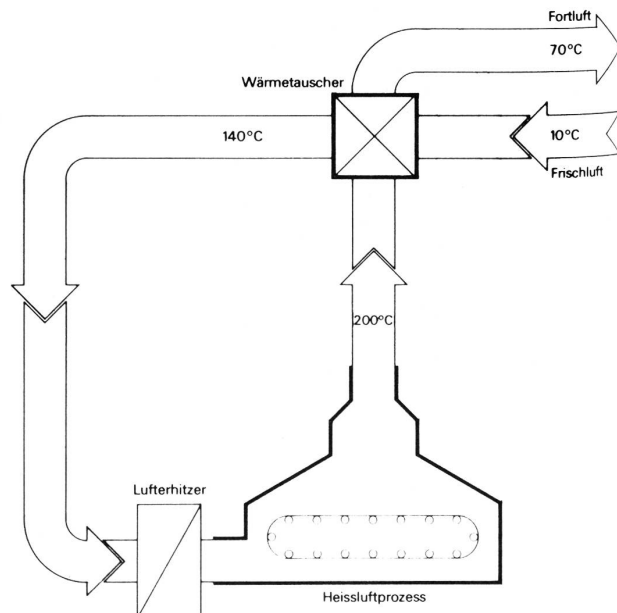 Fortluft
70°C
Wärmetauscher
140°C
10°C
Frischluft
200°C
Lufterhitzer
Heissluftprozess